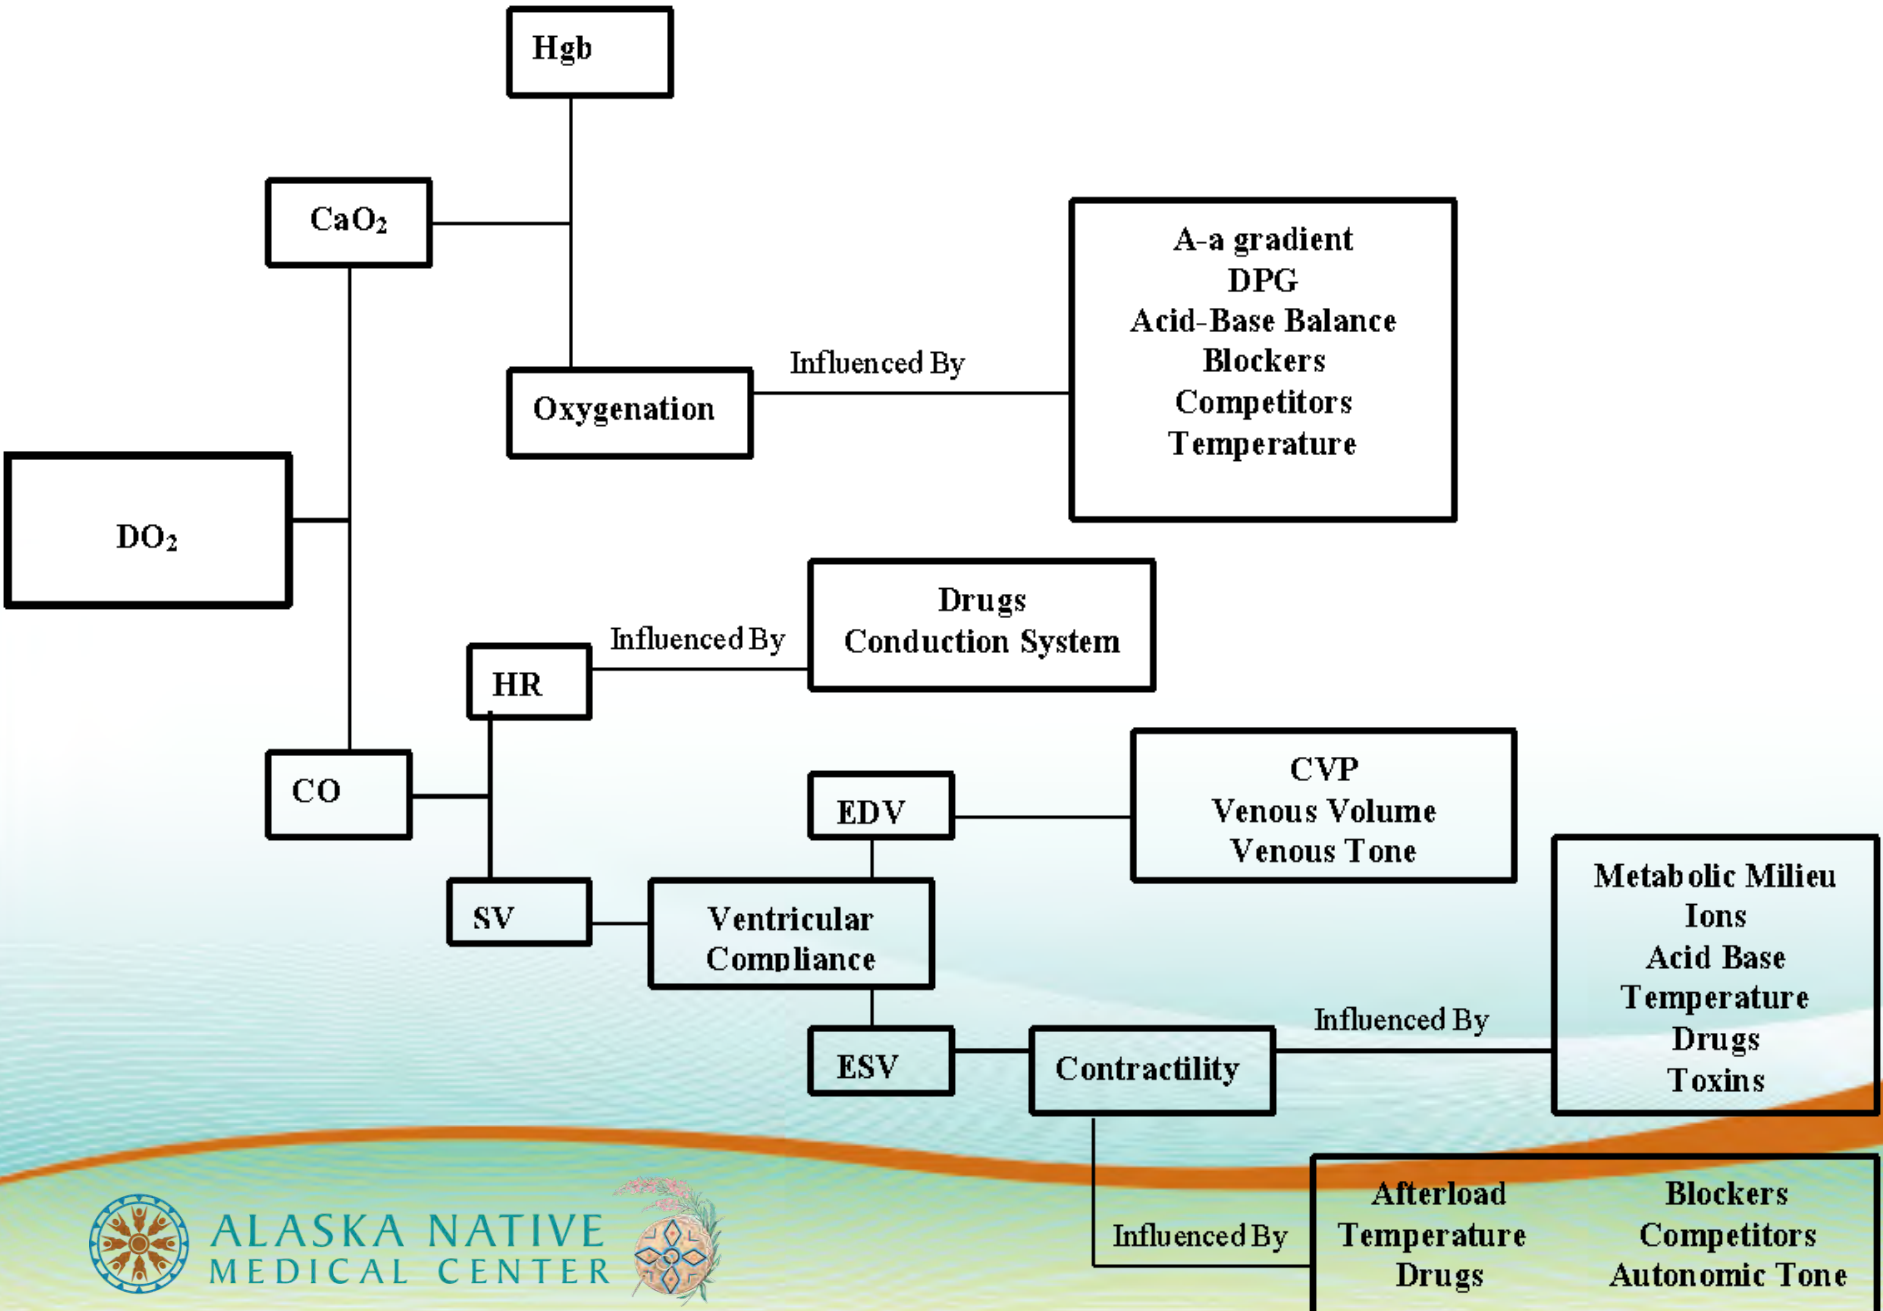 Hgb
CaO₂
A-a gradient
DPG
Acid-Base Balance
Blockers
Competitors
Temperature
Influenced By
Oxygenation
DO₂
Drugs
Conduction System
Influenced By
HR
CO
EDV
CVP
Venous Volume
Venous Tone
SV
Ventricular
Compliance
Metabolic Milieu
Ions
Acid Base
Temperature
Drugs
Toxins
Influenced By
ESV
Contractility
Influenced By
Afterload
Temperature
Drugs
Blockers
Competitors
Autonomic Tone
ALASKA NATIVE
MEDICAL CENTER